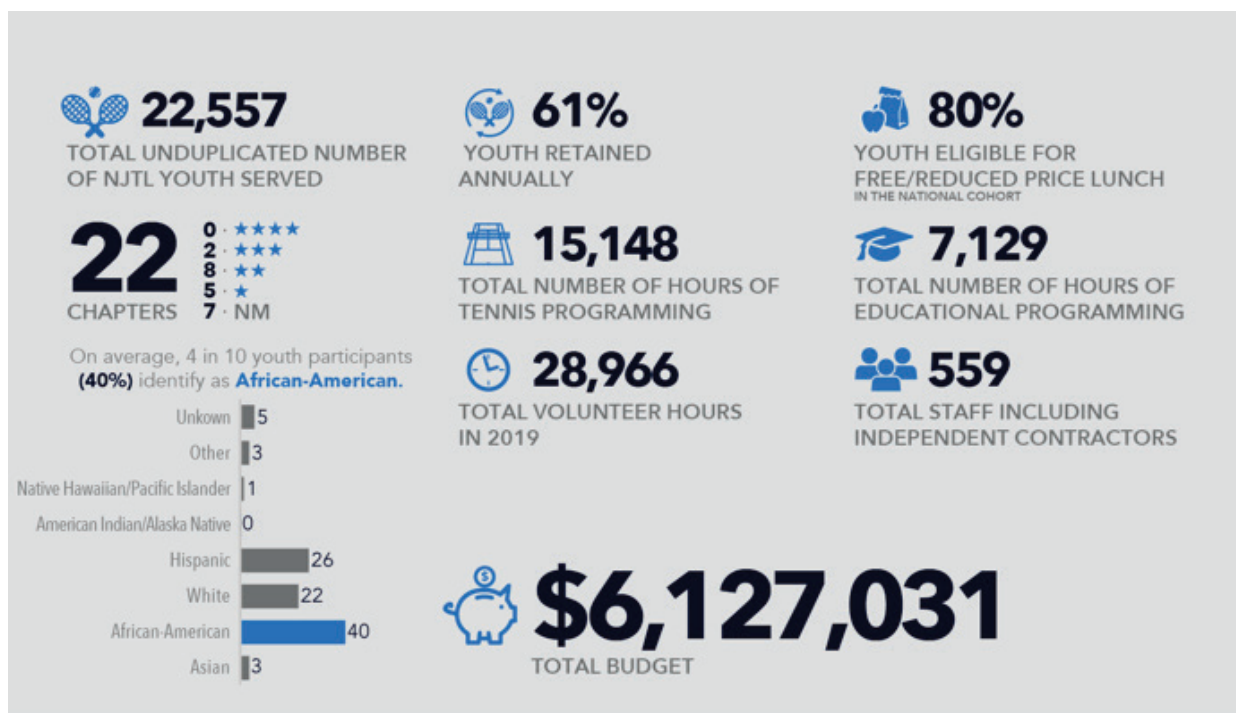 22,557
TOTAL UNDUPLICATED NUMBER
OF NJTL YOUTH SERVED
61%
YOUTH RETAINED
ANNUALLY
80%
YOUTH ELIGIBLE FOR
FREE/REDUCED PRICE LUNCH
IN THE NATIONAL COHORT
22
CHAPTERS
0 · ★★★★
2 · ★★★
8 · ★★
5 · ★
7 · NM
15,148
TOTAL NUMBER OF HOURS OF
TENNIS PROGRAMMING
7,129
TOTAL NUMBER OF HOURS OF
EDUCATIONAL PROGRAMMING
On average, 4 in 10 youth participants
(40%) identify as African-American.
Unkown 5
Other 3
Native Hawaiian/Pacific Islander 1
American Indian/Alaska Native 0
Hispanic 26
White 22
African-American 40
Asian 3
28,966
TOTAL VOLUNTEER HOURS
IN 2019
559
TOTAL STAFF INCLUDING
INDEPENDENT CONTRACTORS
$
$6,127,031
TOTAL BUDGET